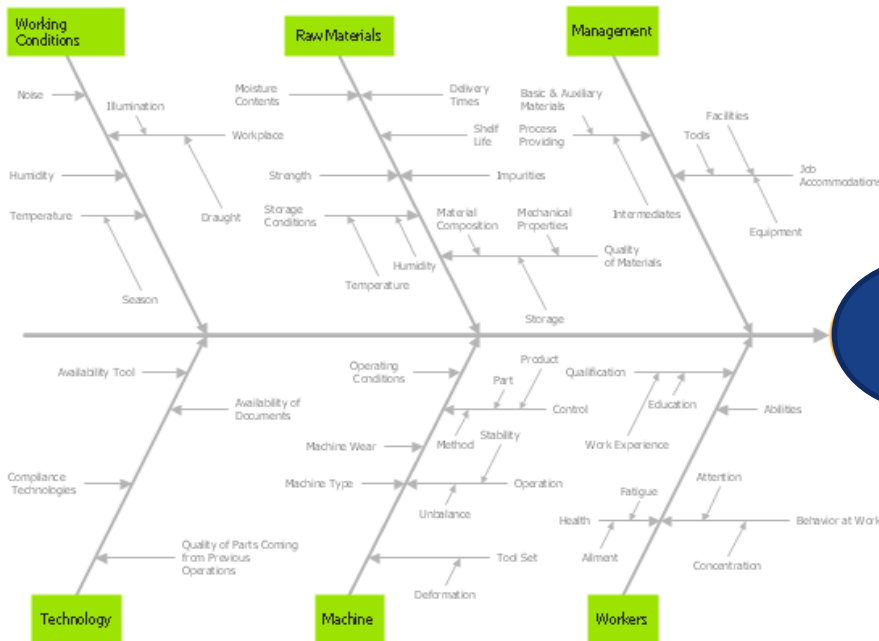 Working
Conditions
Raw Materials
Management
Noise
Illumination
Workplace
Humidity
Temperature
Draught
Season
Moisture
Contents
Delivery
Times
Shelf
Life
Strength
Impurities
Storage
Conditions
Material
Composition
Mechanical
Properties
Humidity
Temperature
Quality
of Materials
Storage
Basic & Auxiliary
Materials
Process
Providing
Facilities
Tools
Job
Accommodations
Intermediates
Equipment
Availability Tool
Availability of
Documents
Compliance
Technologies
Quality of Parts Coming
from Previous
Operations
Operating
Conditions
Product
Part
Control
Method
Stability
Machine Wear
Machine Type
Operation
Unbalance
Tool Set
Deformation
Qualification
Education
Abilities
Work Experience
Attention
Fatigue
Health
Behavior at Work
Ailment
Concentration
Technology
Machine
Workers